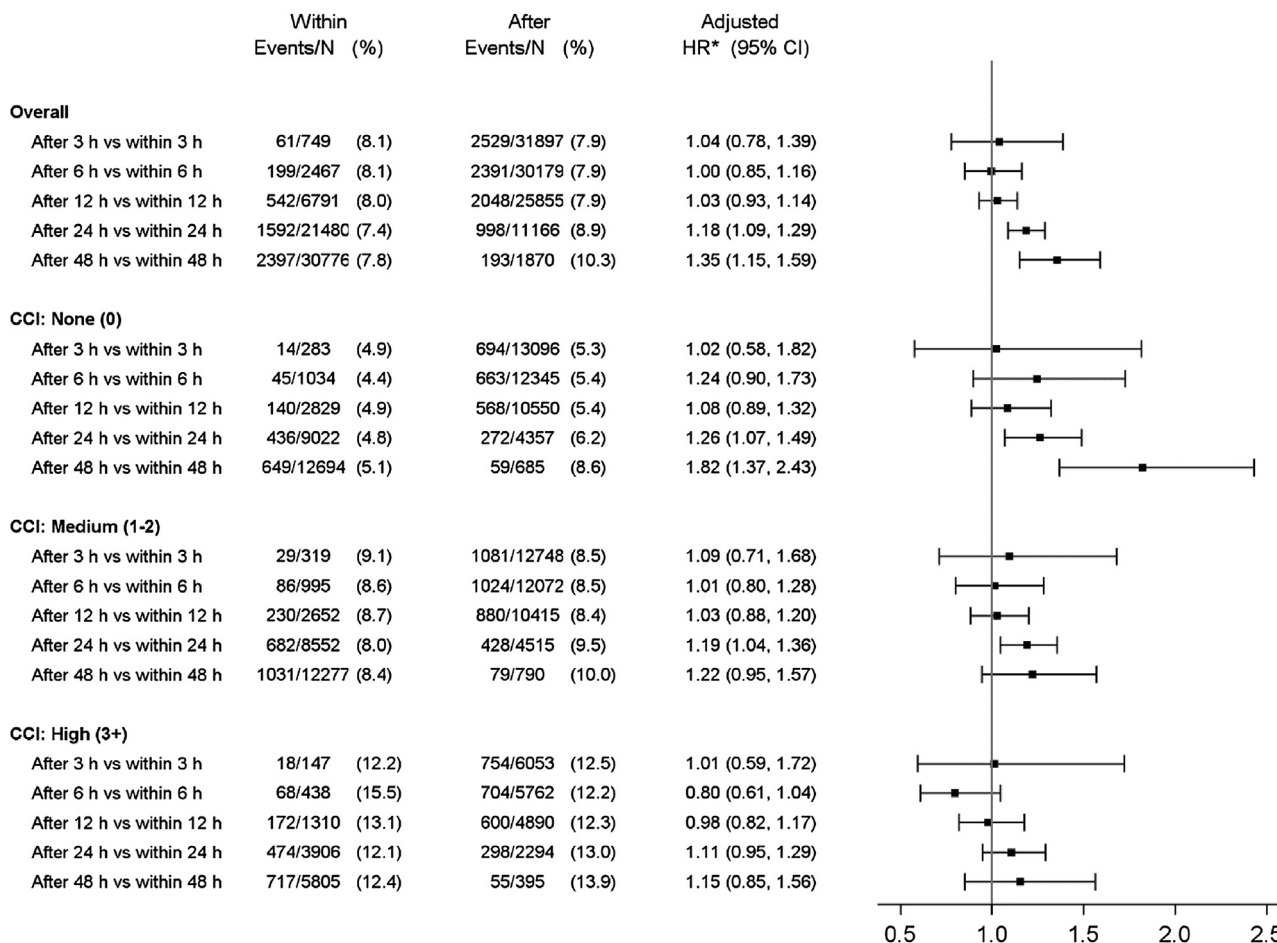 Within After Adjusted
Events/N (%) Events/N (%) HR* (95% CI)
Overall
After 3 h vs within 3 h 61/749 (8.1) 2529/31897 (7.9) 1.04 (0.78, 1.39)
After 6 h vs within 6 h 199/2467 (8.1) 2391/30179 (7.9) 1.00 (0.85, 1.16)
After 12 h vs within 12 h 542/6791 (8.0) 2048/25855 (7.9) 1.03 (0.93, 1.14)
After 24 h vs within 24 h 1592/21480 (7.4) 998/11166 (8.9) 1.18 (1.09, 1.29)
After 48 h vs within 48 h 2397/30776 (7.8) 193/1870 (10.3) 1.35 (1.15, 1.59)
CCI: None (0)
After 3 h vs within 3 h 14/283 (4.9) 694/13096 (5.3) 1.02 (0.58, 1.82)
After 6 h vs within 6 h 45/1034 (4.4) 663/12345 (5.4) 1.24 (0.90, 1.73)
After 12 h vs within 12 h 140/2829 (4.9) 568/10550 (5.4) 1.08 (0.89, 1.32)
After 24 h vs within 24 h 436/9022 (4.8) 272/4357 (6.2) 1.26 (1.07, 1.49)
After 48 h vs within 48 h 649/12694 (5.1) 59/685 (8.6) 1.82 (1.37, 2.43)
CCI: Medium (1-2)
After 3 h vs within 3 h 29/319 (9.1) 1081/12748 (8.5) 1.09 (0.71, 1.68)
After 6 h vs within 6 h 86/995 (8.6) 1024/12072 (8.5) 1.01 (0.80, 1.28)
After 12 h vs within 12 h 230/2652 (8.7) 880/10415 (8.4) 1.03 (0.88, 1.20)
After 24 h vs within 24 h 682/8552 (8.0) 428/4515 (9.5) 1.19 (1.04, 1.36)
After 48 h vs within 48 h 1031/12277 (8.4) 79/790 (10.0) 1.22 (0.95, 1.57)
CCI: High (3+)
After 3 h vs within 3 h 18/147 (12.2) 754/6053 (12.5) 1.01 (0.59, 1.72)
After 6 h vs within 6 h 68/438 (15.5) 704/5762 (12.2) 0.80 (0.61, 1.04)
After 12 h vs within 12 h 172/1310 (13.1) 600/4890 (12.3) 0.98 (0.82, 1.17)
After 24 h vs within 24 h 474/3906 (12.1) 298/2294 (13.0) 1.11 (0.95, 1.29)
After 48 h vs within 48 h 717/5805 (12.4) 55/395 (13.9) 1.15 (0.85, 1.56)
0.5 1.0 1.5 2.0 2.5